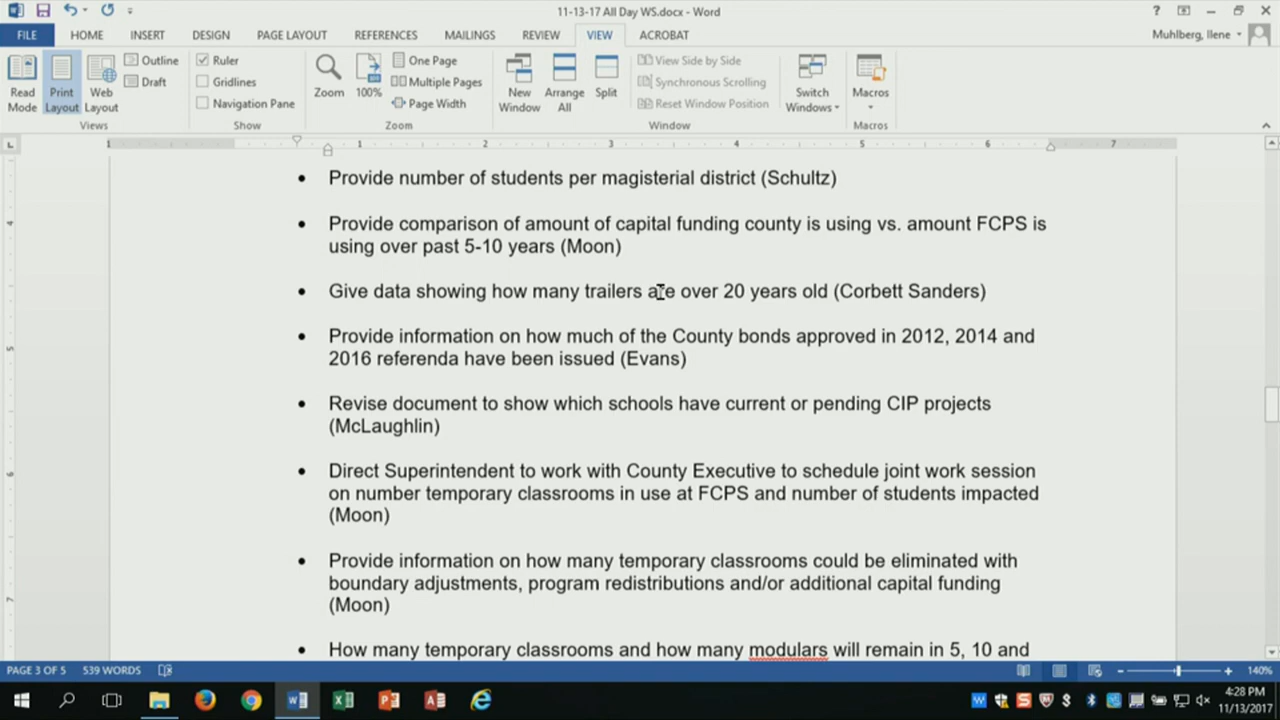 11-13-17 All Day WS.docx - Word
FILE HOME INSERT DESIGN PAGE LAYOUT REFERENCES MAILINGS REVIEW VIEW ACROBAT Muhlberg, Ilene
Read Mode
Print Layout
Web Layout
Outline
Draft
Views
Ruler
Gridlines
Navigation Pane
Show
Zoom
100%
One Page
Multiple Pages
Page Width
Zoom
New Window
Arrange All
Split
View Side by Side
Synchronous Scrolling
Reset Window Position
Switch Windows
Window
Macros
Macros
1 1 2 3 4 5 6 7
• Provide number of students per magisterial district (Schultz)
• Provide comparison of amount of capital funding county is using vs. amount FCPS is
using over past 5-10 years (Moon)
• Give data showing how many trailers are over 20 years old (Corbett Sanders)
• Provide information on how much of the County bonds approved in 2012, 2014 and
2016 referenda have been issued (Evans)
• Revise document to show which schools have current or pending CIP projects
(McLaughlin)
• Direct Superintendent to work with County Executive to schedule joint work session
on number temporary classrooms in use at FCPS and number of students impacted
(Moon)
• Provide information on how many temporary classrooms could be eliminated with
boundary adjustments, program redistributions and/or additional capital funding
(Moon)
• How many temporary classrooms and how many modulars will remain in 5, 10 and
PAGE 3 OF 5 539 WORDS 140%
4:28 PM
11/13/2017